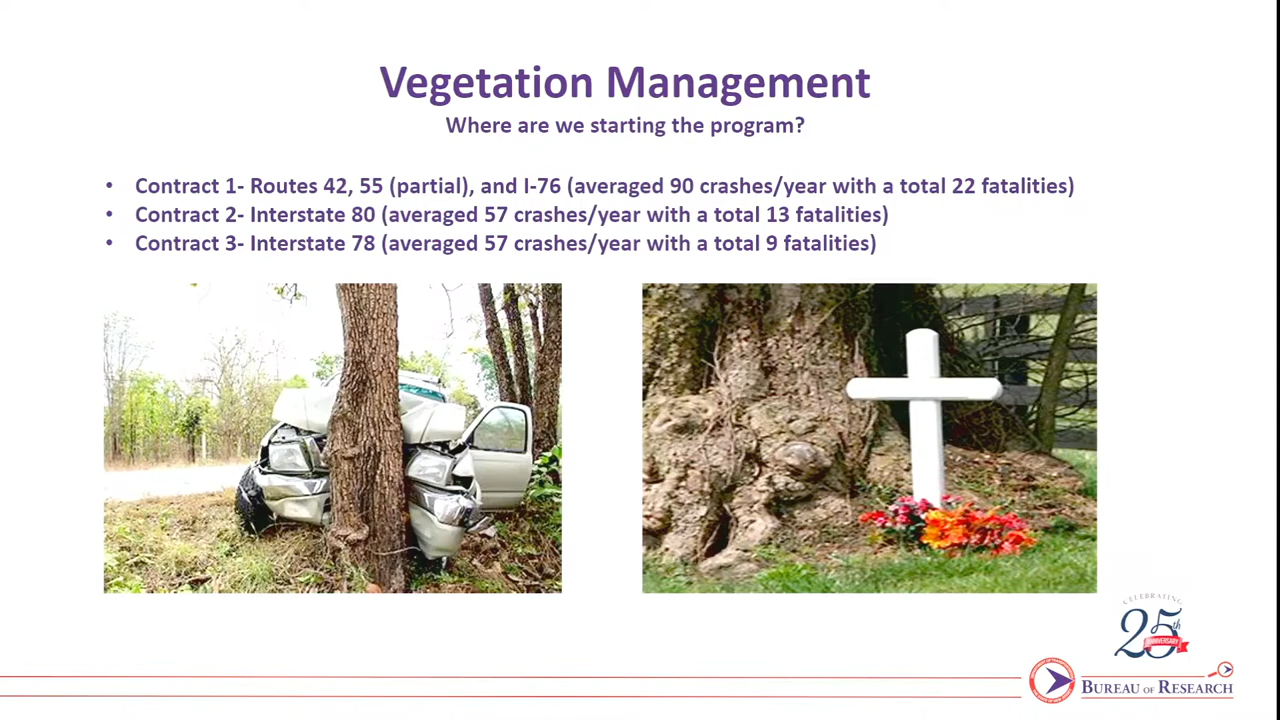 Vegetation Management
Where are we starting the program?
• Contract 1- Routes 42, 55 (partial), and I-76 (averaged 90 crashes/year with a total 22 fatalities)
• Contract 2- Interstate 80 (averaged 57 crashes/year with a total 13 fatalities)
• Contract 3- Interstate 78 (averaged 57 crashes/year with a total 9 fatalities)
CELEBRATING
25th
ANNIVERSARY
BUREAU OF RESEARCH